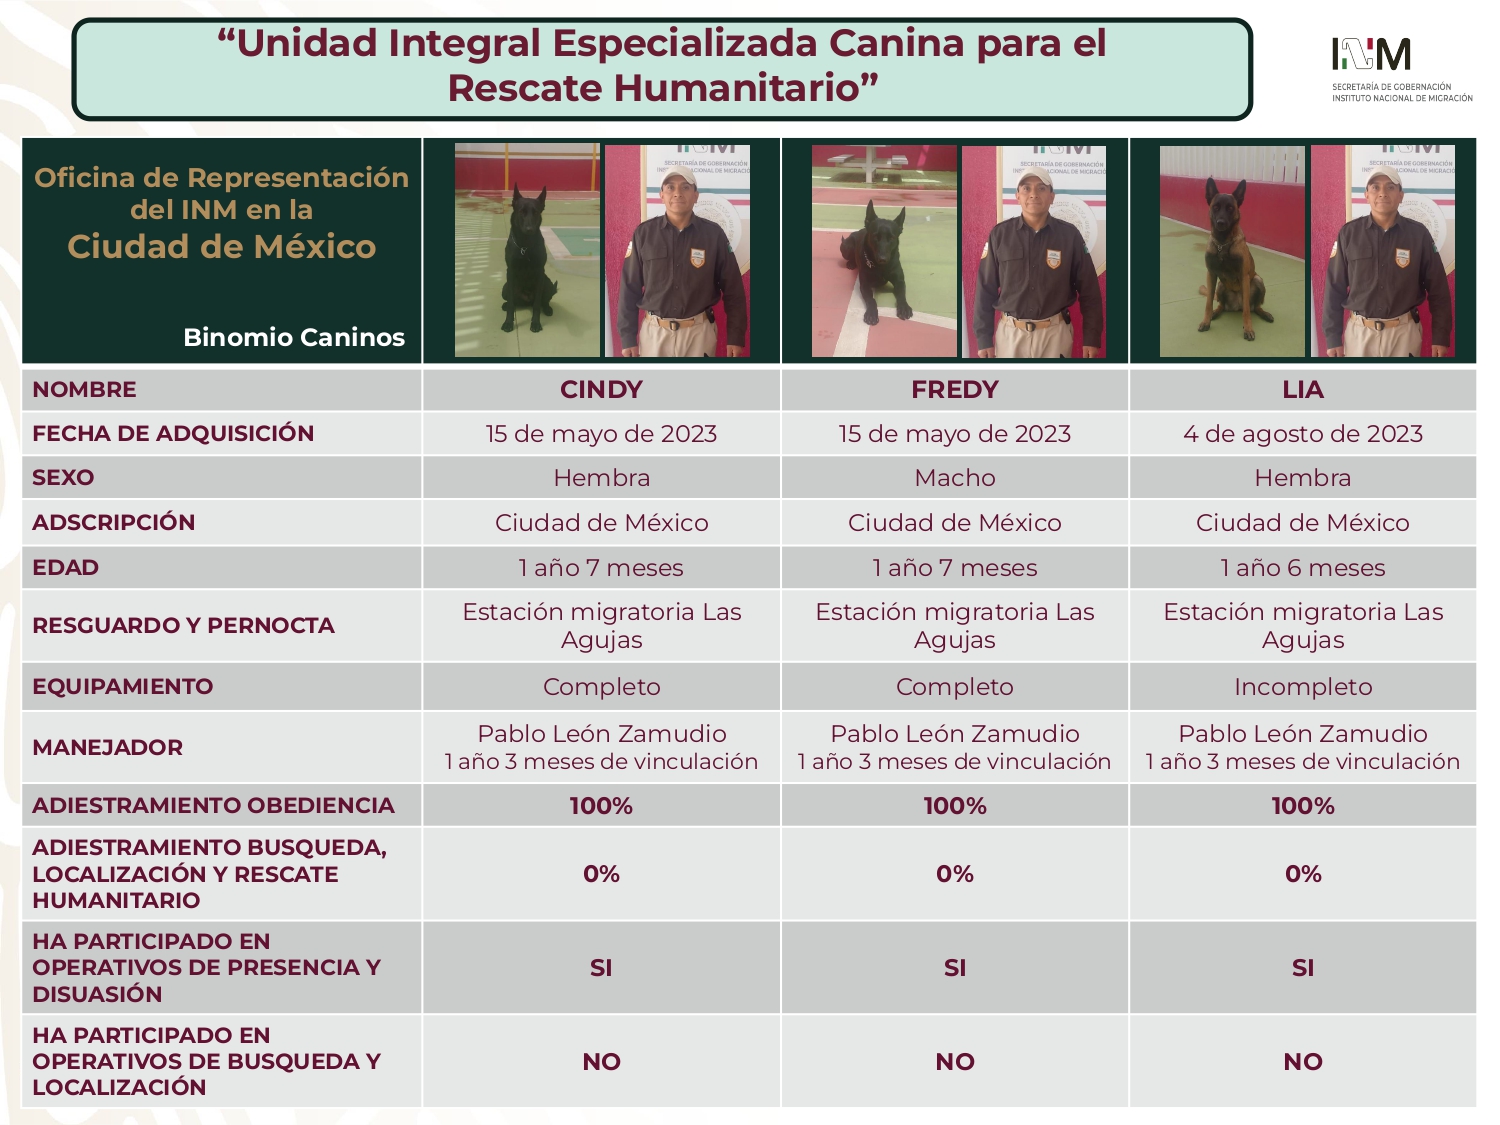 “Unidad Integral Especializada Canina para el
Rescate Humanitario”
INM
SECRETARÍA DE GOBERNACIÓN
INSTITUTO NACIONAL DE MIGRACIÓN
Oficina de Representación
del INM en la
Ciudad de México
Binomio Caninos
NOMBRE CINDY FREDY LIA
FECHA DE ADQUISICIÓN 15 de mayo de 2023 15 de mayo de 2023 4 de agosto de 2023
SEXO Hembra Macho Hembra
ADSCRIPCIÓN Ciudad de México Ciudad de México Ciudad de México
EDAD 1 año 7 meses 1 año 7 meses 1 año 6 meses
RESGUARDO Y PERNOCTA
Estación migratoria Las
Agujas
Estación migratoria Las
Agujas
Estación migratoria Las
Agujas
EQUIPAMIENTO Completo Completo Incompleto
MANEJADOR
Pablo León Zamudio
1 año 3 meses de vinculación
Pablo León Zamudio
1 año 3 meses de vinculación
Pablo León Zamudio
1 año 3 meses de vinculación
ADIESTRAMIENTO OBEDIENCIA 100% 100% 100%
ADIESTRAMIENTO BUSQUEDA,
LOCALIZACIÓN Y RESCATE
HUMANITARIO
0% 0% 0%
HA PARTICIPADO EN
OPERATIVOS DE PRESENCIA Y
DISUASIÓN
SI SI SI
HA PARTICIPADO EN
OPERATIVOS DE BUSQUEDA Y
LOCALIZACIÓN
NO NO NO